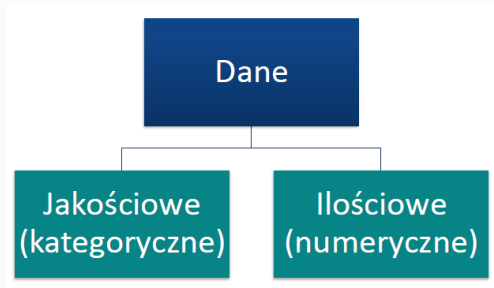 Dane
Jakościowe
(kategoryczne)
Ilościowe
(numeryczne)